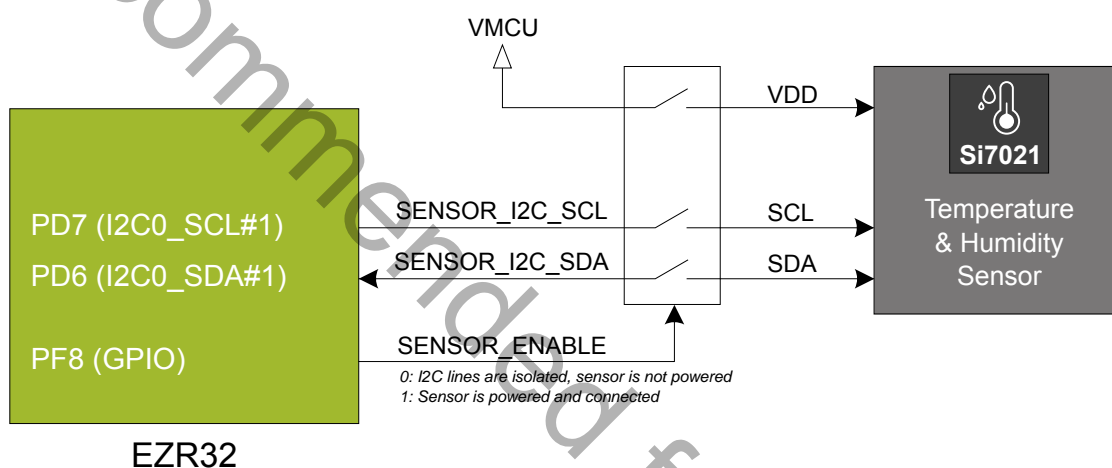 VMCU
VDD
Si7021
PD7 (I2C0_SCL#1)
SENSOR_I2C_SCL
SCL
Temperature
& Humidity
Sensor
PD6 (I2C0_SDA#1)
SENSOR_I2C_SDA
SDA
PF8 (GPIO)
SENSOR_ENABLE
0: I2C lines are isolated, sensor is not powered
1: Sensor is powered and connected
EZR32
ommended f